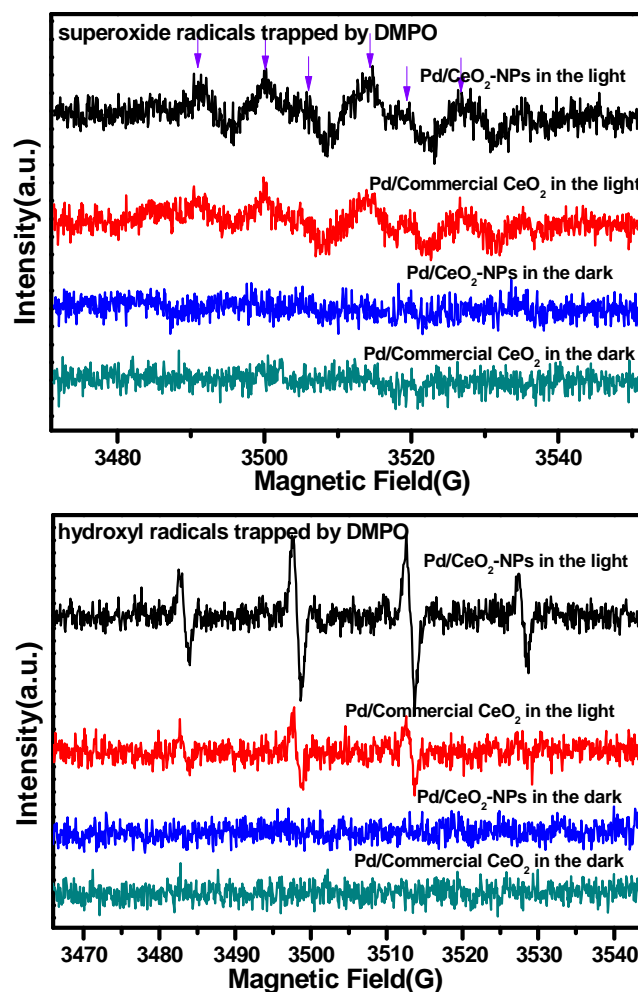 superoxide radicals trapped by DMPO
Pd/CeO₂-NPs in the light
Pd/Commercial CeO₂ in the light
Pd/CeO₂-NPs in the dark
Pd/Commercial CeO₂ in the dark
Intensity(a.u.)
3480 3500 3520 3540
Magnetic Field(G)
hydroxyl radicals trapped by DMPO
Pd/CeO₂-NPs in the light
Pd/Commercial CeO₂ in the light
Pd/CeO₂-NPs in the dark
Pd/Commercial CeO₂ in the dark
Intensity(a.u.)
3470 3480 3490 3500 3510 3520 3530 3540
Magnetic Field(G)